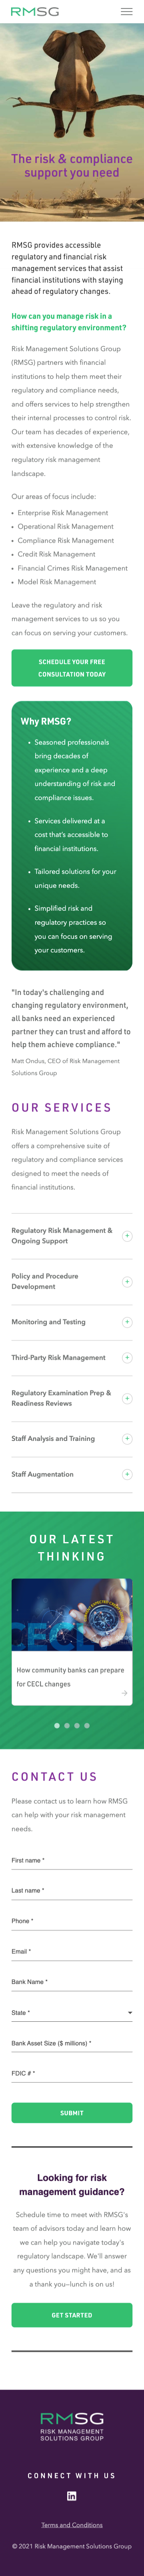 RMSG
The risk & compliance
support you need
RMSG provides accessible
regulatory and financial risk
management services that assist
financial institutions with staying
ahead of regulatory changes.
How can you manage risk in a
shifting regulatory environment?
Risk Management Solutions Group
(RMSG) partners with financial
institutions to help them meet their
regulatory and compliance needs,
and offers services to help strengthen
their internal processes to control risk.
Our team has decades of experience,
with extensive knowledge of the
regulatory risk management
landscape.
Our areas of focus include:
• Enterprise Risk Management
• Operational Risk Management
• Compliance Risk Management
• Credit Risk Management
• Financial Crimes Risk Management
• Model Risk Management
Leave the regulatory and risk
management services to us so you
can focus on serving your customers.
SCHEDULE YOUR FREE
CONSULTATION TODAY
Why RMSG?
• Seasoned professionals
bring decades of
experience and a deep
understanding of risk and
compliance issues.
• Services delivered at a
cost that's accessible to
financial institutions.
• Tailored solutions for your
unique needs.
• Simplified risk and
regulatory practices so
you can focus on serving
your customers.
"In today's challenging and
changing regulatory environment,
all banks need an experienced
partner they can trust and afford to
help them achieve compliance."
Matt Ondus, CEO of Risk Management
Solutions Group
OUR SERVICES
Risk Management Solutions Group
offers a comprehensive suite of
regulatory and compliance services
designed to meet the needs of
financial institutions.
Regulatory Risk Management &
Ongoing Support
Policy and Procedure
Development
Monitoring and Testing
Third-Party Risk Management
Regulatory Examination Prep &
Readiness Reviews
Staff Analysis and Training
Staff Augmentation
OUR LATEST
THINKING
How community banks can prepare
for CECL changes
CONTACT US
Please contact us to learn how RMSG
can help with your risk management
needs.
First name *
Last name *
Phone *
Email *
Bank Name *
State *
Bank Asset Size ($ millions) *
FDIC # *
SUBMIT
Looking for risk
management guidance?
Schedule time to meet with RMSG's
team of advisors today and learn how
we can help you navigate today's
regulatory landscape. We'll answer
any questions you might have, and as
a thank you—lunch is on us!
GET STARTED
RMSG
RISK MANAGEMENT
SOLUTIONS GROUP
CONNECT WITH US
in
Terms and Conditions
© 2021 Risk Management Solutions Group